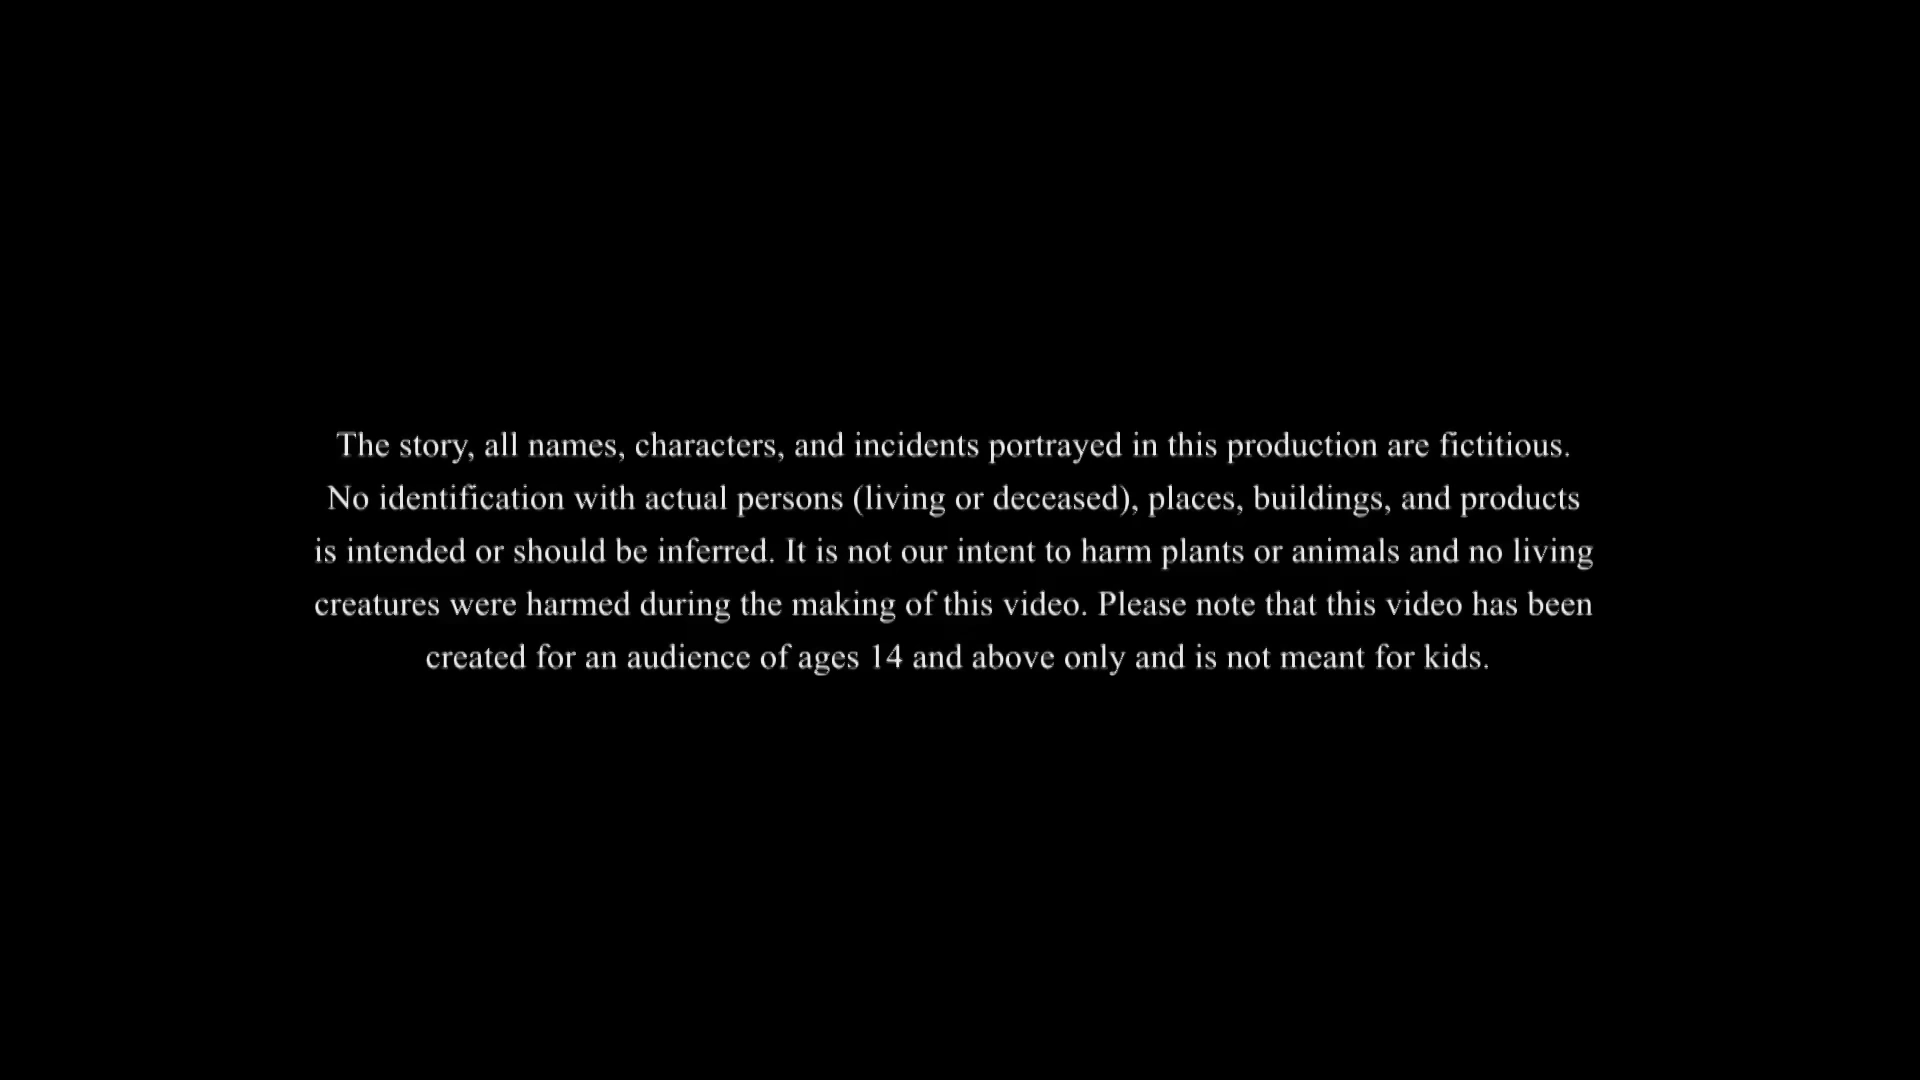 The story, all names, characters, and incidents portrayed in this production are fictitious.
No identification with actual persons (living or deceased), places, buildings, and products
is intended or should be inferred. It is not our intent to harm plants or animals and no living
creatures were harmed during the making of this video. Please note that this video has been
created for an audience of ages 14 and above only and is not meant for kids.